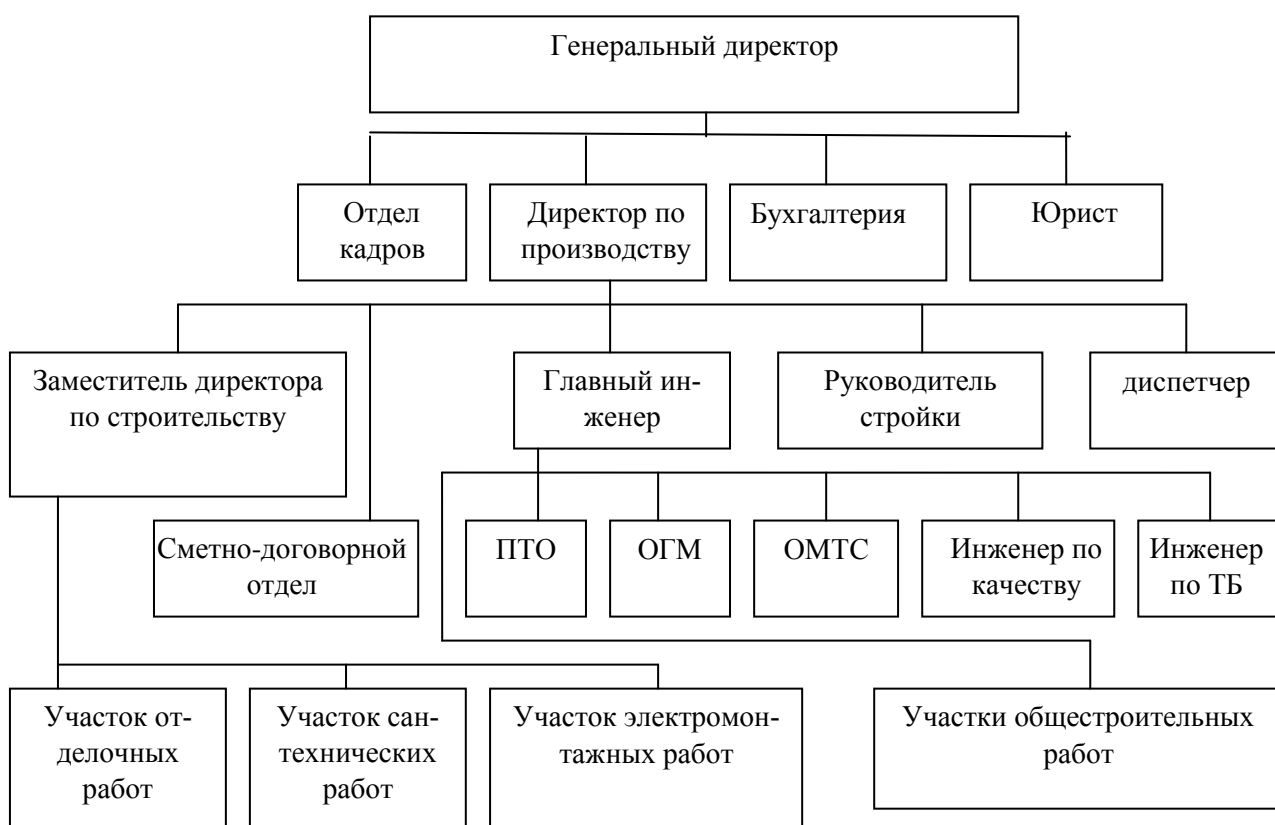 Генеральный директор
Отдел
кадров
Директор по
производству
Бухгалтерия
Юрист
Заместитель директора
по строительству
Главный ин-
женер
Руководитель
стройки
диспетчер
Сметно-договорной
отдел
ПТО
ОГМ
ОМТС
Инженер по
качеству
Инженер
по ТБ
Участок от-
делочных
работ
Участок сан-
технических
работ
Участок электромон-
тажных работ
Участки общестроительных
работ